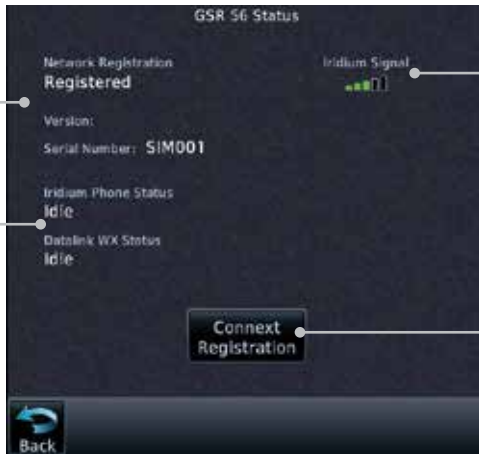 GSR 56 Status
Network Registration
Registered
Iridium Signal
Version:
Serial Number: SIM001
Iridium Phone Status
Idle
Datalink WX Status
Idle
Connext
Registration
Back